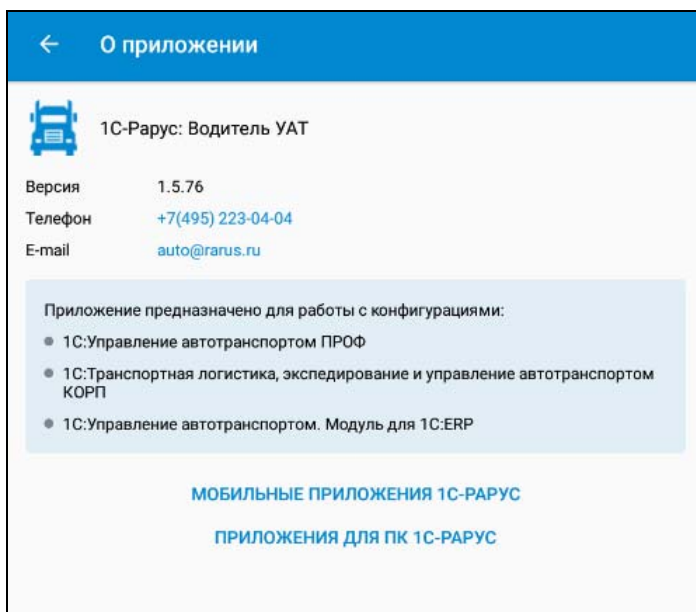 О приложении
1С-Рарус: Водитель УАТ
Версия 1.5.76
Телефон +7(495) 223-04-04
E-mail auto@rarus.ru
Приложение предназначено для работы с конфигурациями:
1С:Управление автотранспортом ПРОФ
1С:Транспортная логистика, экспедирование и управление автотранспортом
КОРП
1С:Управление автотранспортом. Модуль для 1С:ERP
МОБИЛЬНЫЕ ПРИЛОЖЕНИЯ 1С-РАРУС
ПРИЛОЖЕНИЯ ДЛЯ ПК 1С-РАРУС